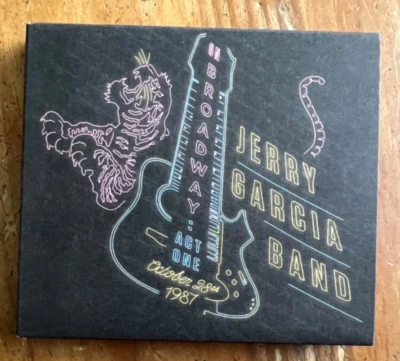 ON
BROADWAY:
ACT
ONE
October 28th
1987
JERRY
GARCIA
BAND